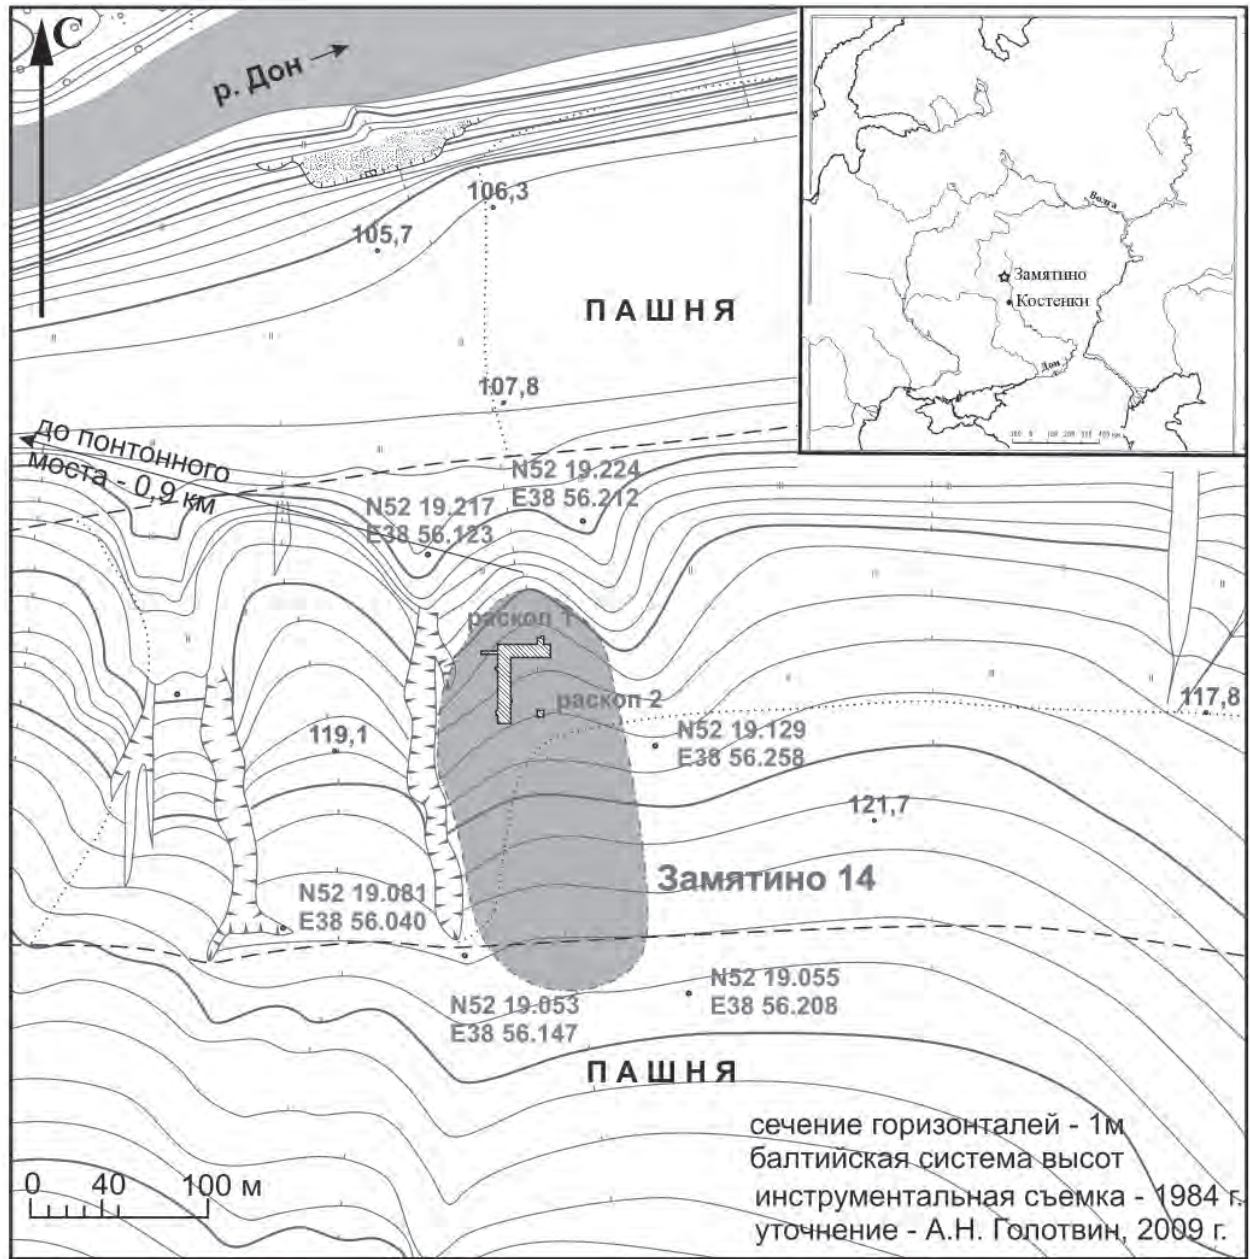 С
р. Дон
106,3
105,7
ПАШНЯ
107,8
до понтонного
моста - 0,9 км
N52 19.224
E38 56.212
N52 19.217
E38 56.123
раскоп 1
раскоп 2
117,8
119,1
N52 19.129
E38 56.258
121,7
Замятино 14
N52 19.081
E38 56.040
N52 19.055
E38 56.208
N52 19.053
E38 56.147
ПАШНЯ
сечение горизонталей - 1м
балтийская система высот
инструментальная съемка - 1984 г.
уточнение - А.Н. Голотвин, 2009 г.
0 40 100 м
Волга
Замятино
Костенки
Дон